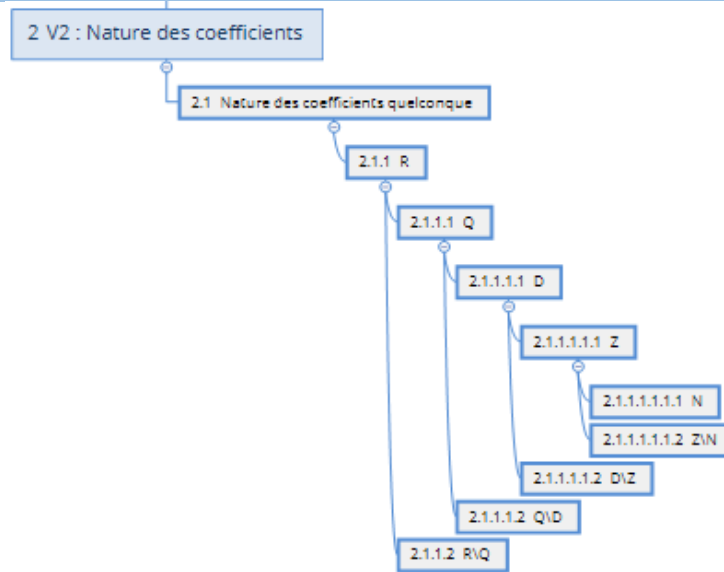 2 V2 : Nature des coefficients
2.1 Nature des coefficients quelconque
2.1.1 R
2.1.1.1 Q
2.1.1.1.1 D
2.1.1.1.1.1 Z
2.1.1.1.1.1.1 N
2.1.1.1.1.1.2 Z\N
2.1.1.1.1.2 D\Z
2.1.1.1.2 Q\D
2.1.1.2 R\Q